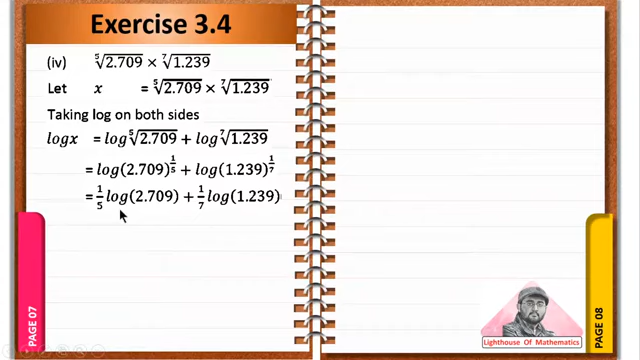 Exercise 3.4
(iv) ⁵√2.709 × ⁷√1.239
Let x = ⁵√2.709 × ⁷√1.239
Taking log on both sides
logx = log ⁵√2.709 + log ⁷√1.239
= log(2.709)^(1/5) + log(1.239)^(1/7)
= 1/5 log(2.709) + 1/7 log(1.239)
PAGE 07
Lighthouse Of Mathematics
PAGE 08